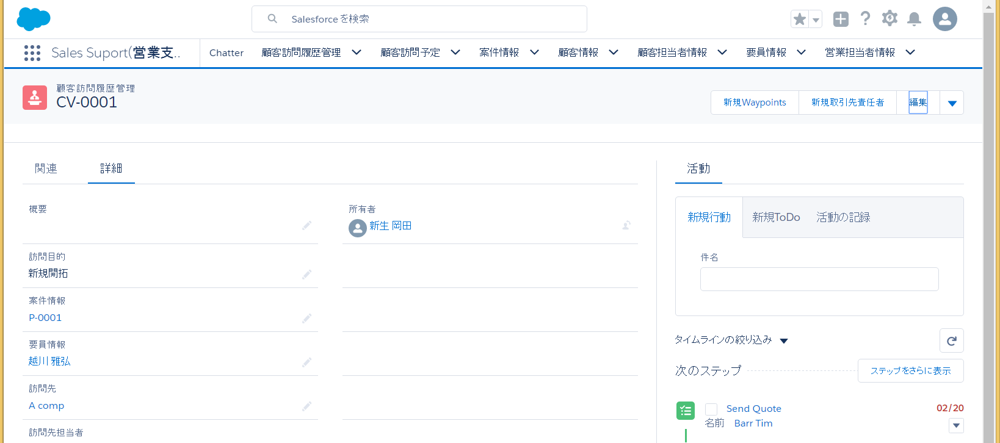 Salesforce を検索
Sales Suport(営業支..
Chatter 顧客訪問履歴管理 顧客訪問予定 案件情報 顧客情報 顧客担当者情報 要員情報 営業担当者情報
顧客訪問履歴管理
CV-0001
新規Waypoints 新規取引先責任者 編集
関連 詳細
概要
所有者
新生 岡田
訪問目的
新規開拓
案件情報
P-0001
要員情報
越川 雅弘
訪問先
A comp
訪問先担当者
活動
新規行動 新規ToDo 活動の記録
件名
タイムラインの絞り込み
次のステップ ステップをさらに表示
Send Quote 02/20
名前 Barr Tim